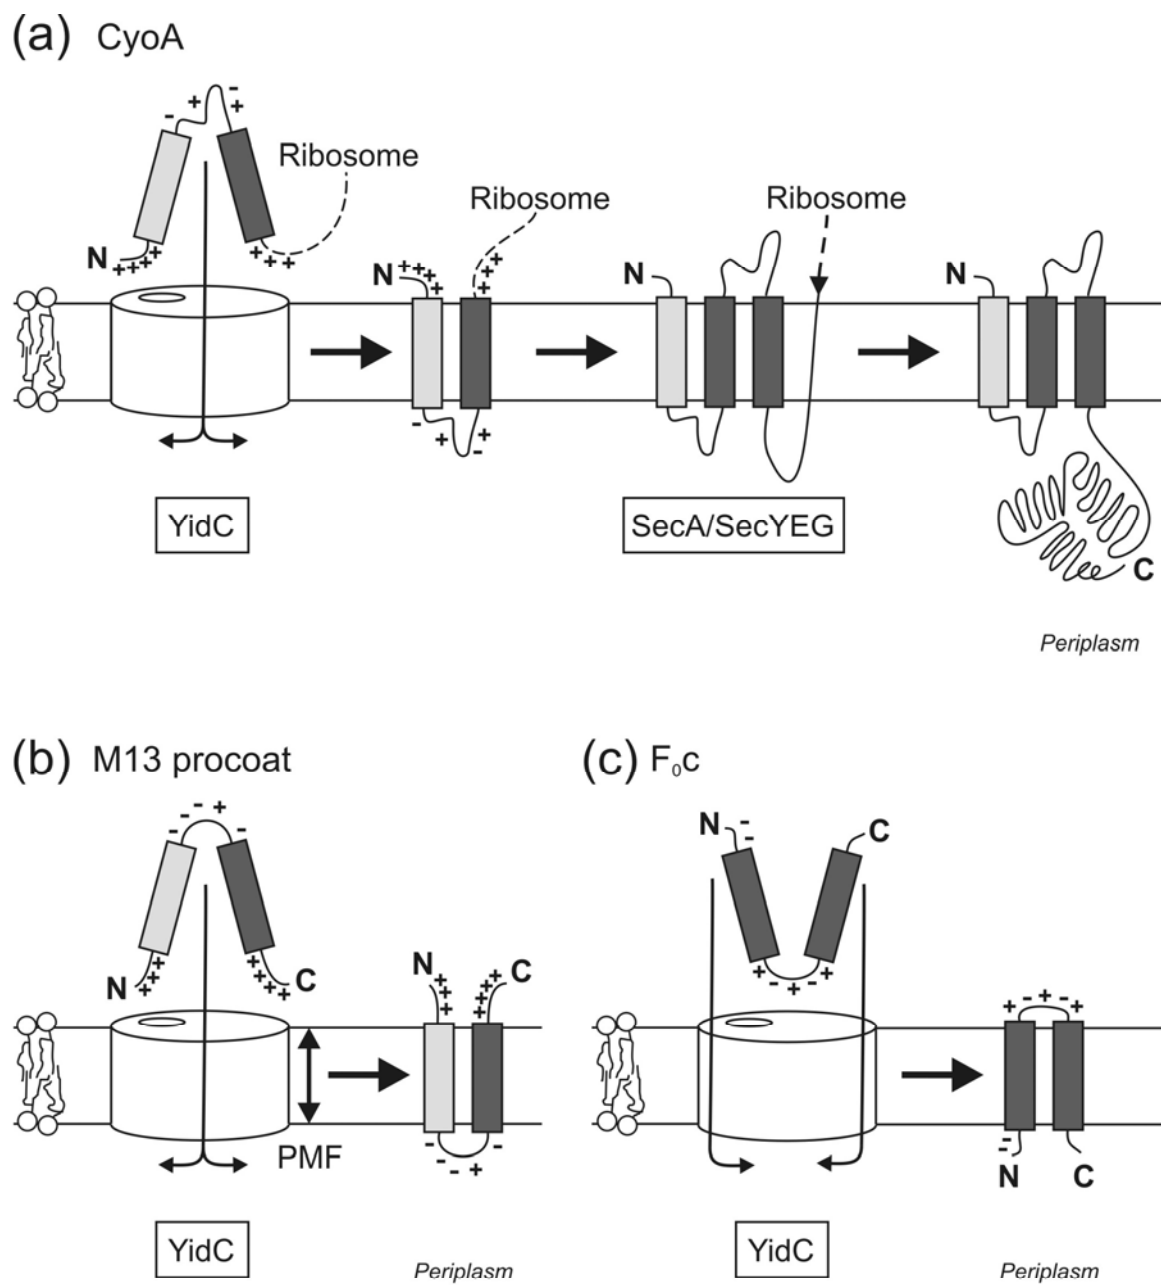 (a) CyoA
Ribosome
N
Ribosome
N
Ribosome
N
N
C
YidC
SecA/SecYEG
Periplasm
(b) M13 procoat
N
C
N
C
PMF
YidC
Periplasm
(c) F₀c
N
C
N
C
YidC
Periplasm